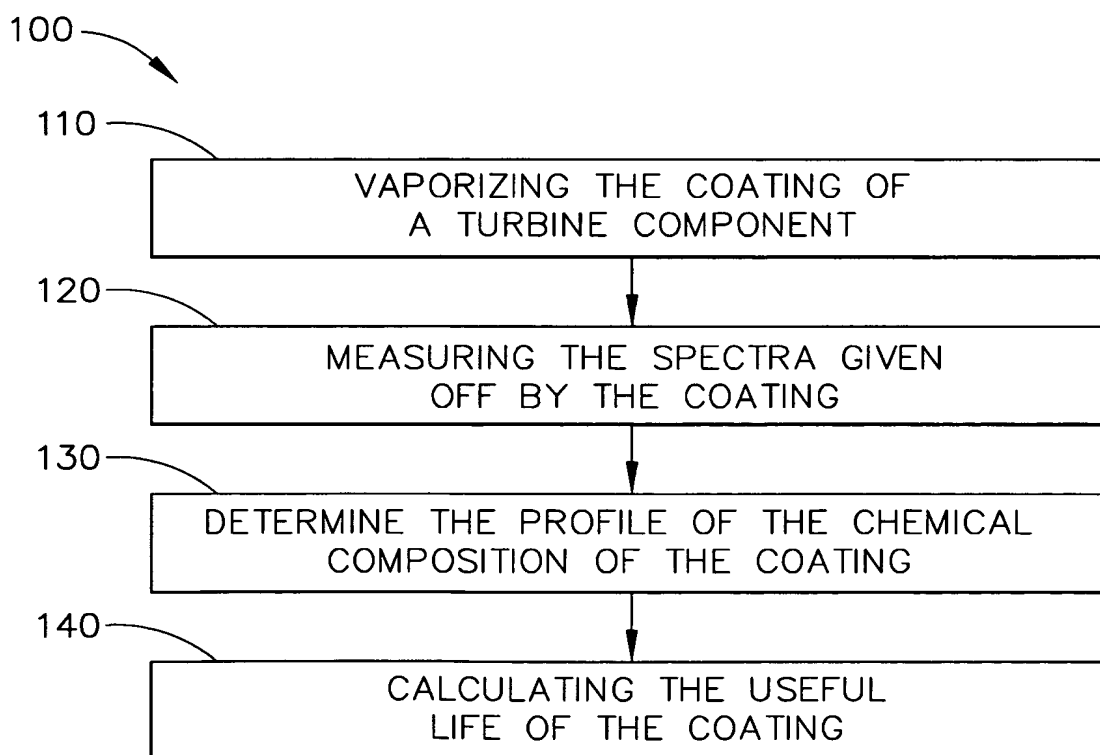 100
110
VAPORIZING THE COATING OF
A TURBINE COMPONENT
120
MEASURING THE SPECTRA GIVEN
OFF BY THE COATING
130
DETERMINE THE PROFILE OF THE CHEMICAL
COMPOSITION OF THE COATING
140
CALCULATING THE USEFUL
LIFE OF THE COATING